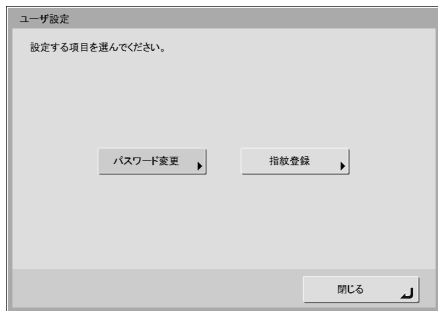 ユーザ設定
設定する項目を選んでください。
パスワード変更
指紋登録
閉じる